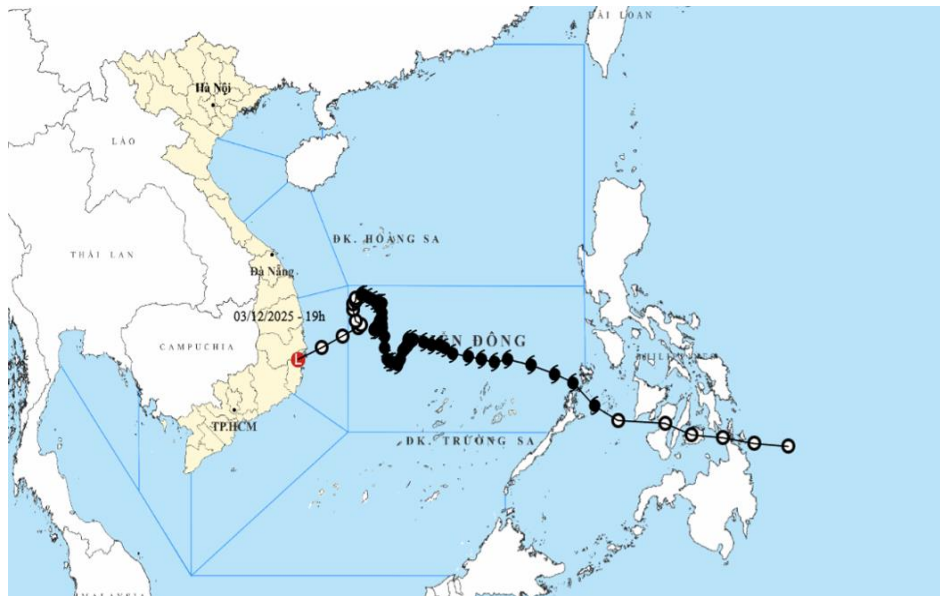 ĐÀI LOAN
Hà Nội
LÀO
ĐK. HOÀNG SA
THÁI LAN
Đà Nẵng
03/12/2025 - 19h
ỂN ĐÔNG
CAMPUCHIA
L
TP.HCM
ĐK. TRƯỜNG SA